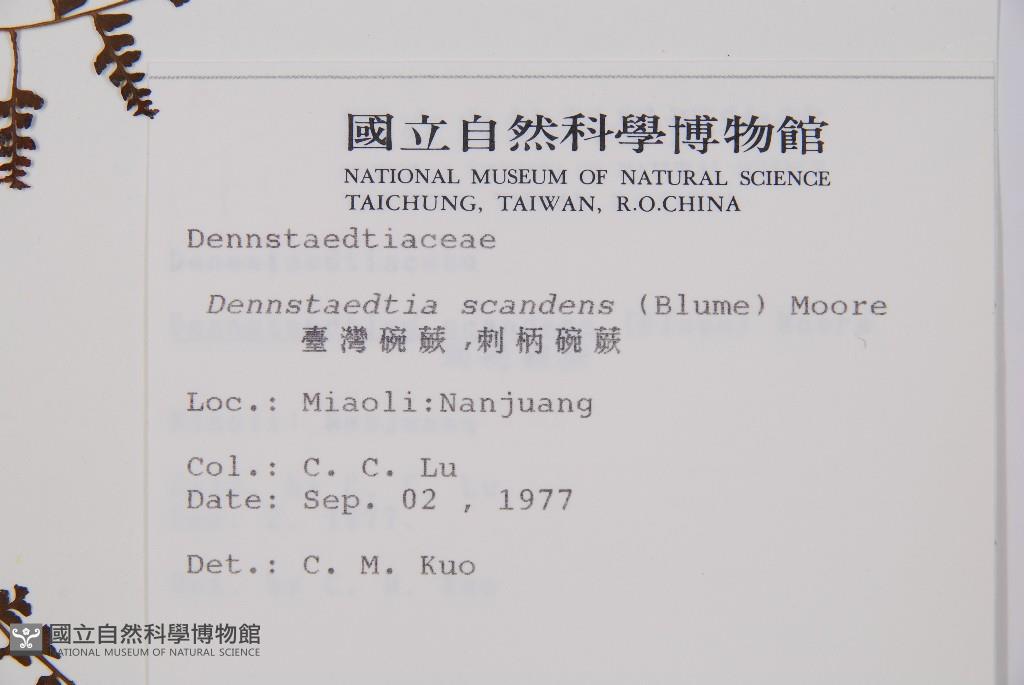 國立自然科學博物館
NATIONAL MUSEUM OF NATURAL SCIENCE
TAICHUNG, TAIWAN, R.O.CHINA
Dennstaedtiaceae
Dennstaedtia scandens (Blume) Moore
臺灣碗蕨,刺柄碗蕨
Loc.: Miaoli:Nanjuang
Col.: C. C. Lu
Date: Sep. 02 , 1977
Det.: C. M. Kuo
國立自然科學博物館
NATIONAL MUSEUM OF NATURAL SCIENCE